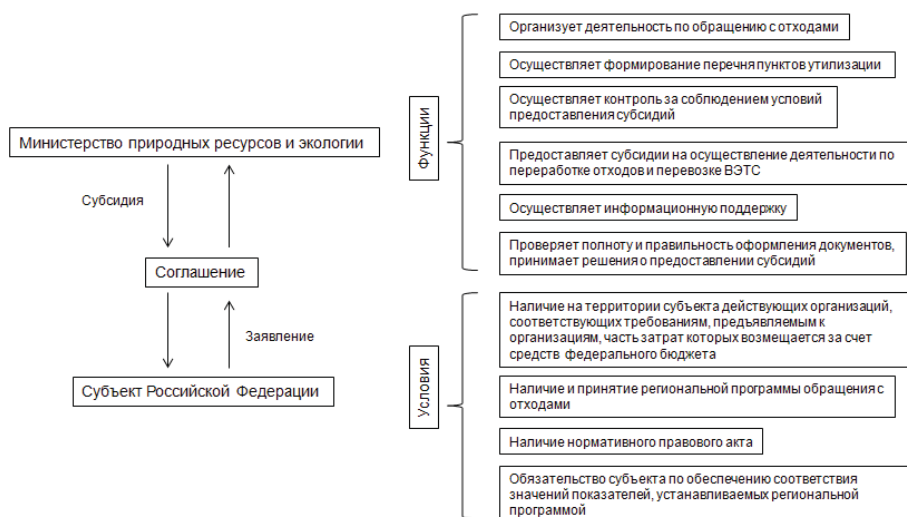 Министерство природных ресурсов и экологии
Субсидия
Соглашение
Заявление
Субъект Российской Федерации
Функции
Организует деятельность по обращению с отходами
Осуществляет формирование перечня пунктов утилизации
Осуществляет контроль за соблюдением условий
предоставления субсидий
Предоставляет субсидии на осуществление деятельности по
переработке отходов и перевозке ВЭТС
Осуществляет информационную поддержку
Проверяет полноту и правильность оформления документов,
принимает решения о предоставлении субсидий
Условия
Наличие на территории субъекта действующих организаций,
соответствующих требованиям, предъявляемым к
организациям, часть затрат которых возмещается за счет
средств федерального бюджета
Наличие и принятие региональной программы обращения с
отходами
Наличие нормативного правового акта
Обязательство субъекта по обеспечению соответствия
значений показателей, устанавливаемых региональной
программой